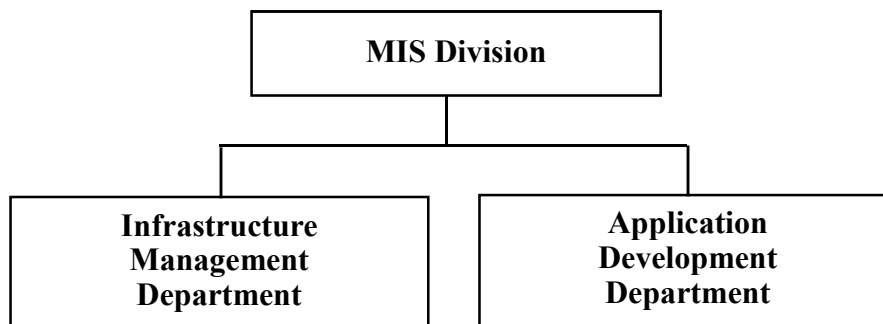 MIS Division
Infrastructure
Management
Department
Application
Development
Department